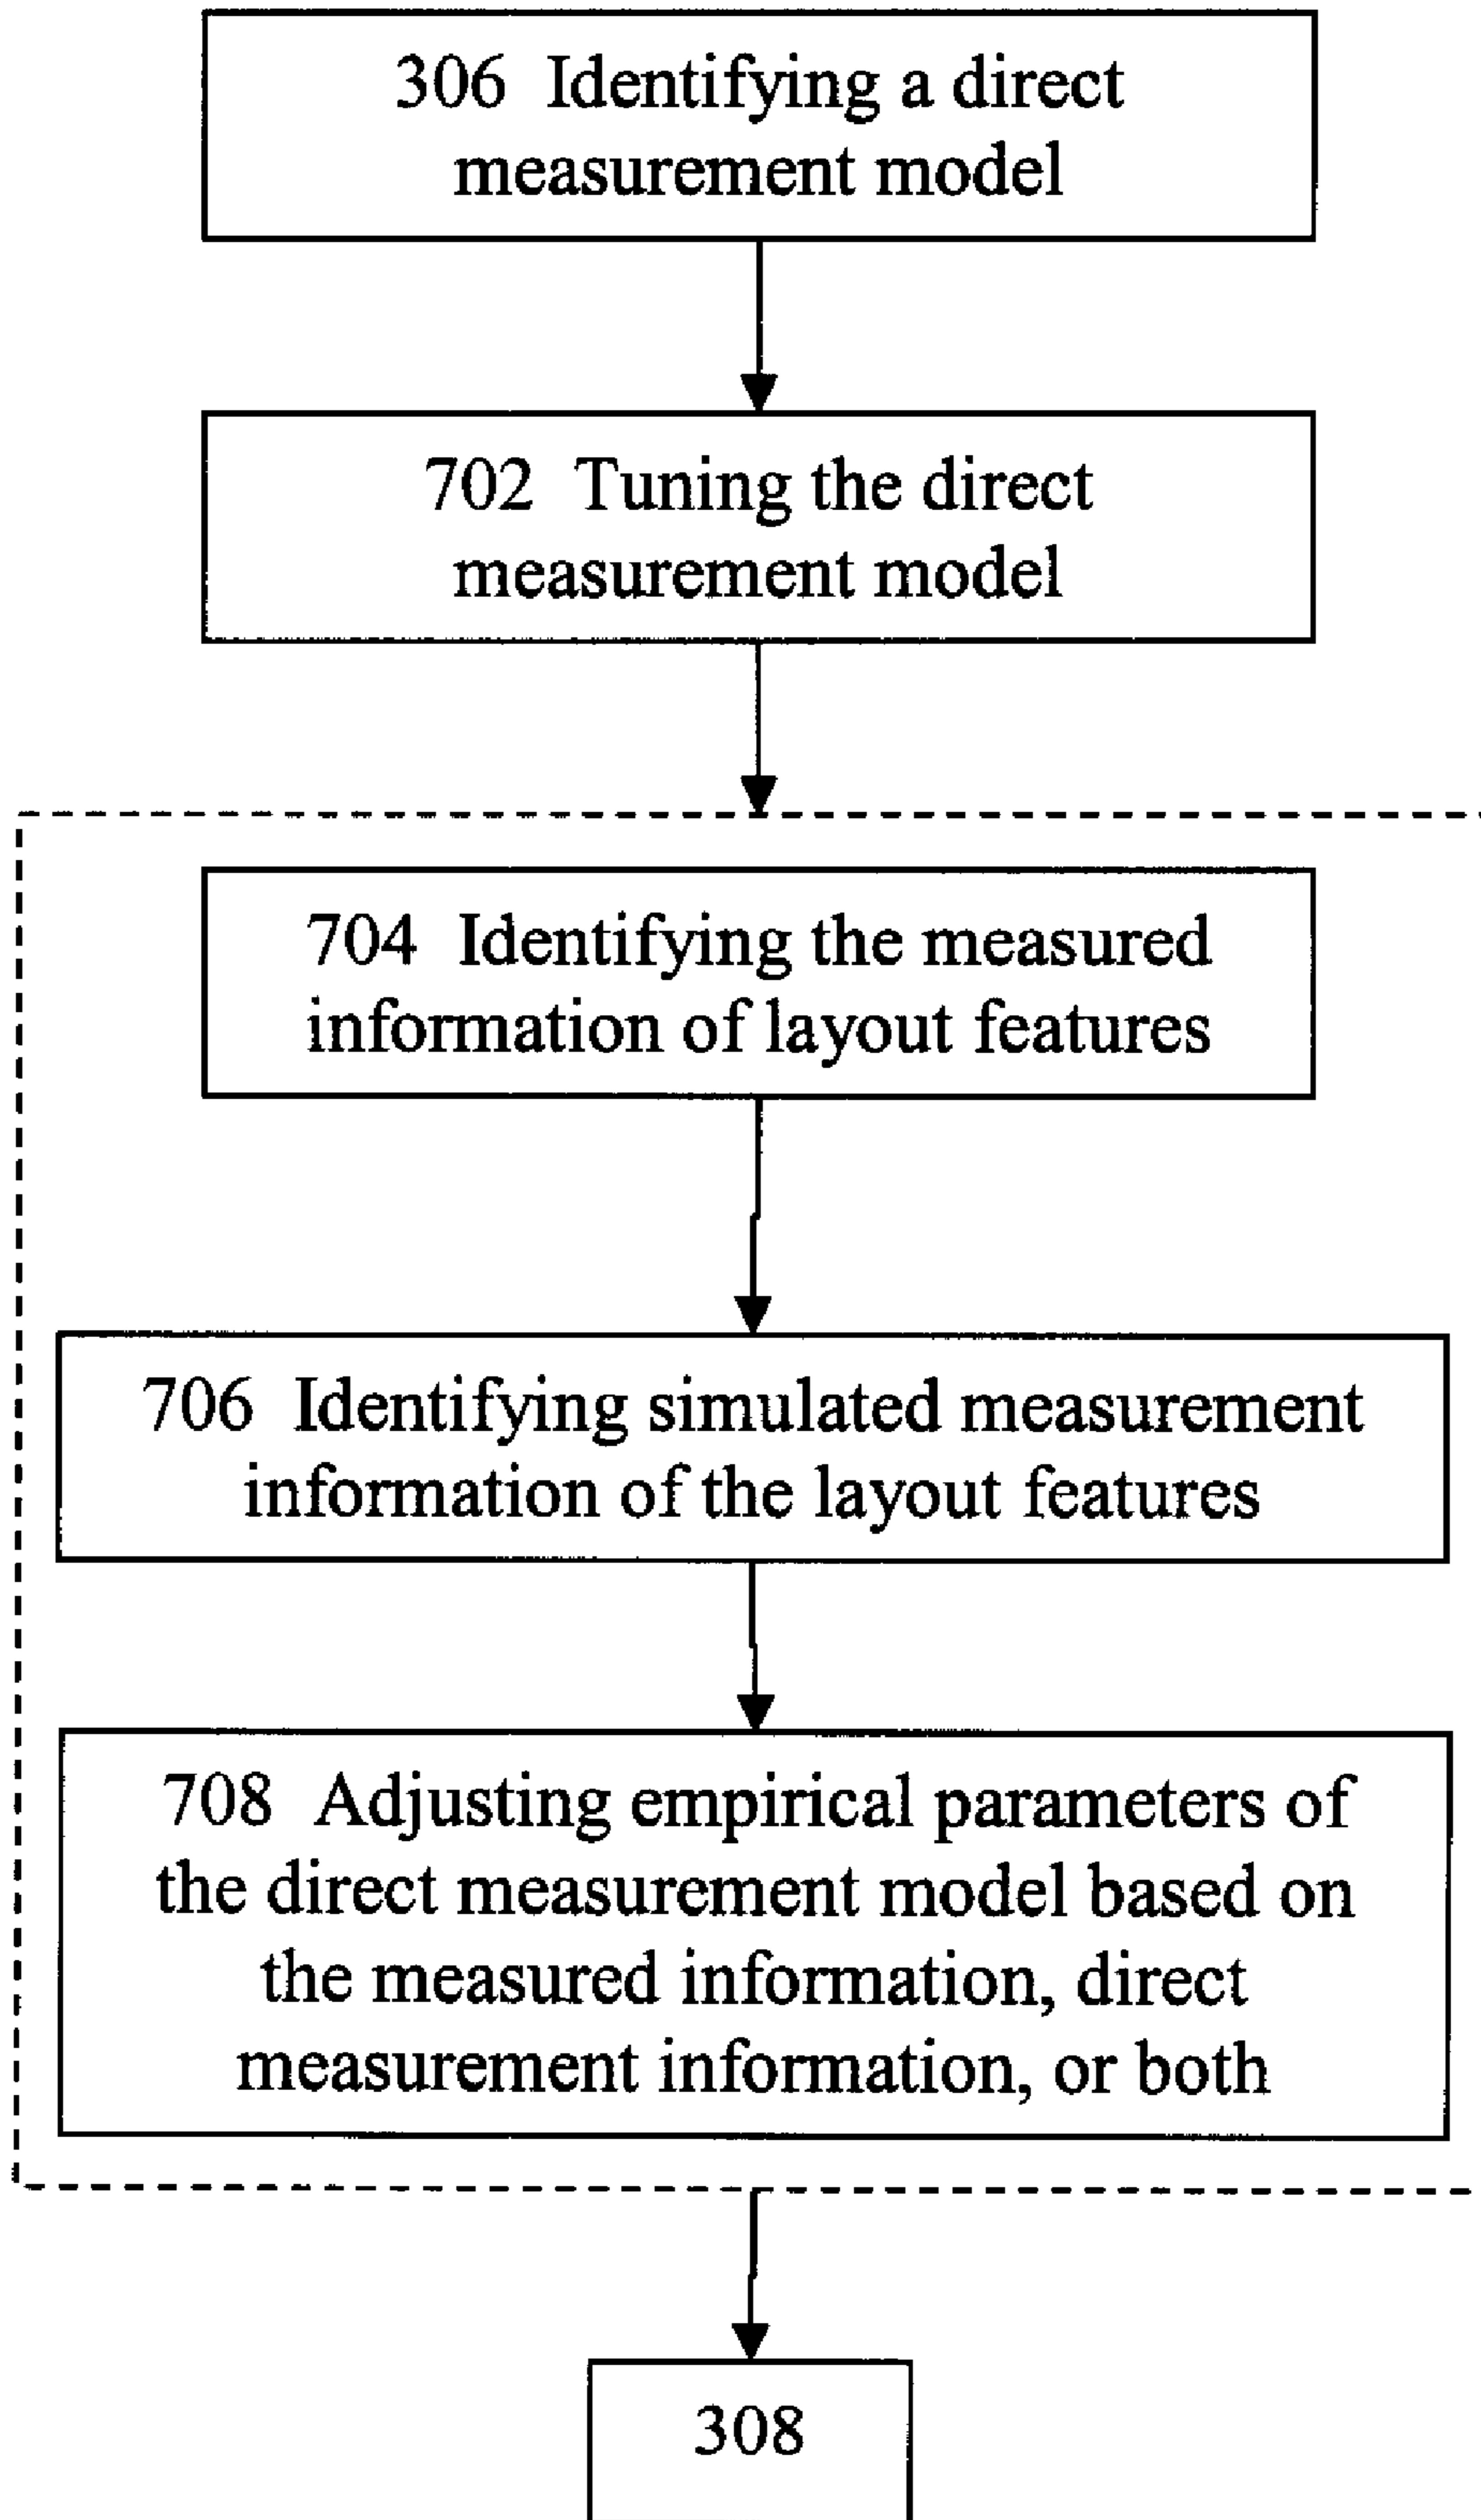 306 Identifying a direct
measurement model
702 Tuning the direct
measurement model
704 Identifying the measured
information of layout features
706 Identifying simulated measurement
information of the layout features
708 Adjusting empirical parameters of
the direct measurement model based on
the measured information, direct
measurement information, or both
308